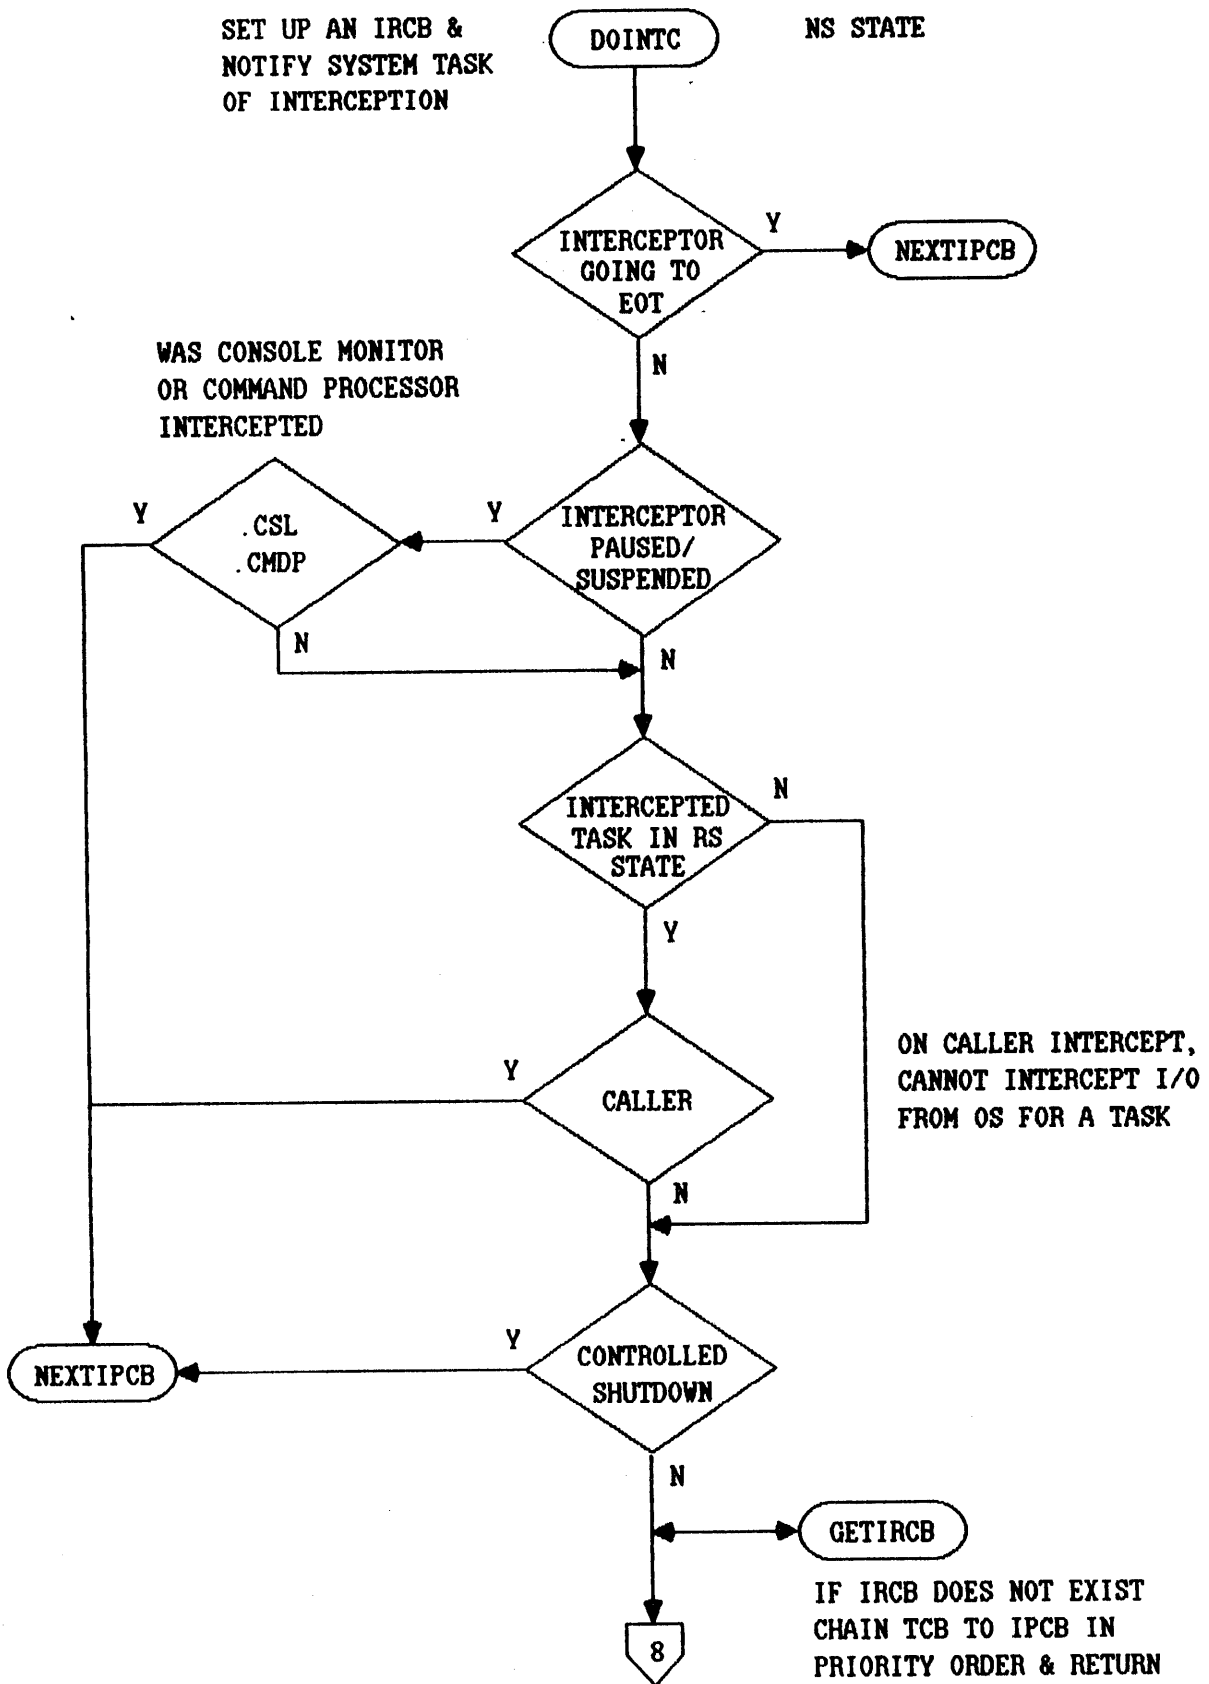 SET UP AN IRCB &
NOTIFY SYSTEM TASK
OF INTERCEPTION
DOINTC
NS STATE
INTERCEPTOR
GOING TO
EOT
Y
NEXTIPCB
N
WAS CONSOLE MONITOR
OR COMMAND PROCESSOR
INTERCEPTED
Y
.CSL
.CMDP
Y
INTERCEPTOR
PAUSED/
SUSPENDED
N
N
INTERCEPTED
TASK IN RS
STATE
N
Y
ON CALLER INTERCEPT,
CANNOT INTERCEPT I/O
FROM OS FOR A TASK
Y
CALLER
N
Y
CONTROLLED
SHUTDOWN
NEXTIPCB
N
GETIRCB
IF IRCB DOES NOT EXIST
CHAIN TCB TO IPCB IN
PRIORITY ORDER & RETURN
8